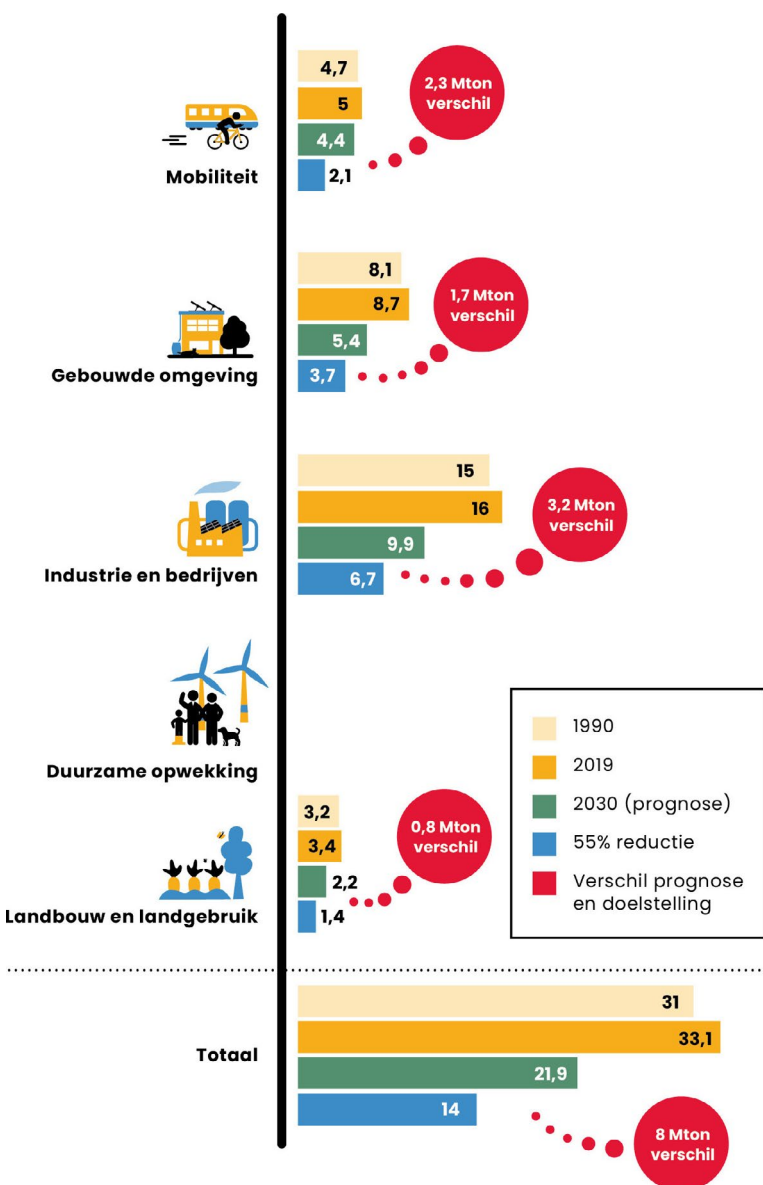 4,7
5
4,4
2,1
2,3 Mton
verschil
Mobiliteit
8,1
8,7
5,4
3,7
1,7 Mton
verschil
Gebouwde omgeving
15
16
9,9
6,7
3,2 Mton
verschil
Industrie en bedrijven
Duurzame opwekking
3,2
3,4
2,2
1,4
0,8 Mton
verschil
Landbouw en landgebruik
1990
2019
2030 (prognose)
55% reductie
Verschil prognose
en doelstelling
Totaal
31
33,1
21,9
14
8 Mton
verschil